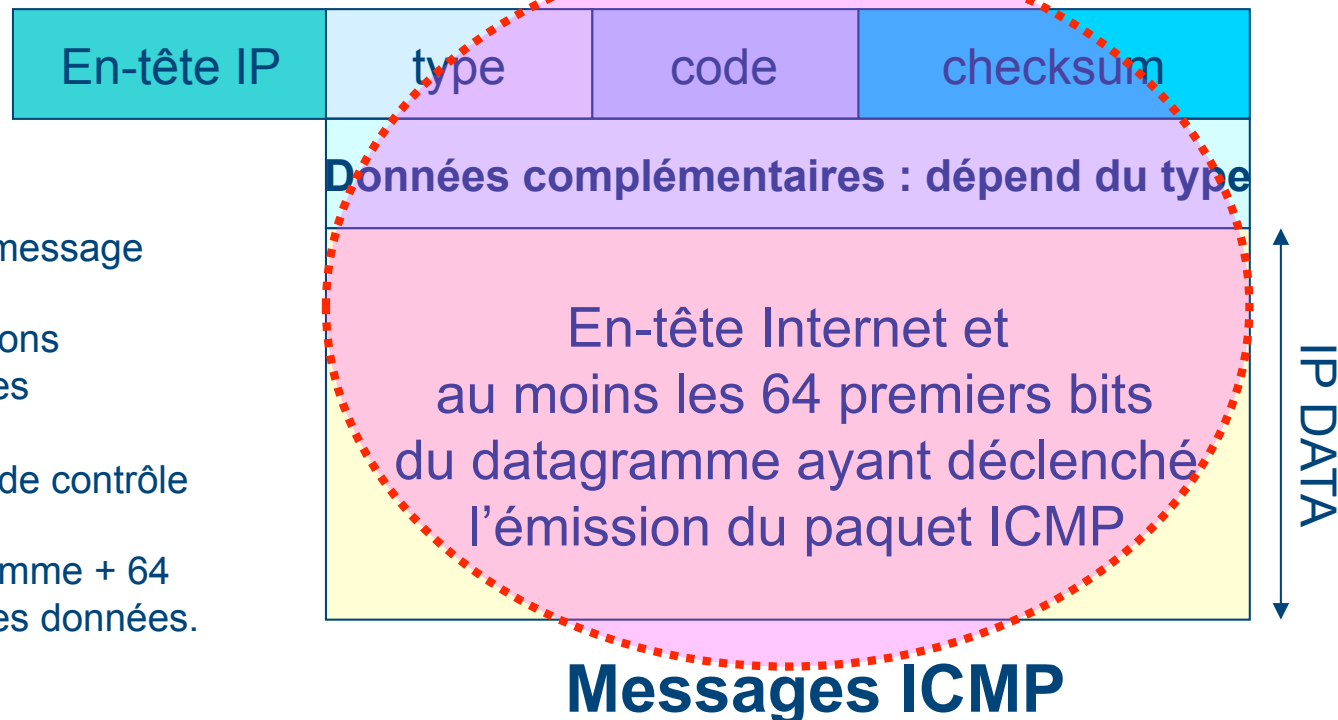 En-tête IP type code checksum
Données complémentaires : dépend du type
message
ons
es
de contrôle
mme + 64
es données.
En-tête Internet et
au moins les 64 premiers bits
du datagramme ayant déclenché
l’émission du paquet ICMP
IP DATA
Messages ICMP